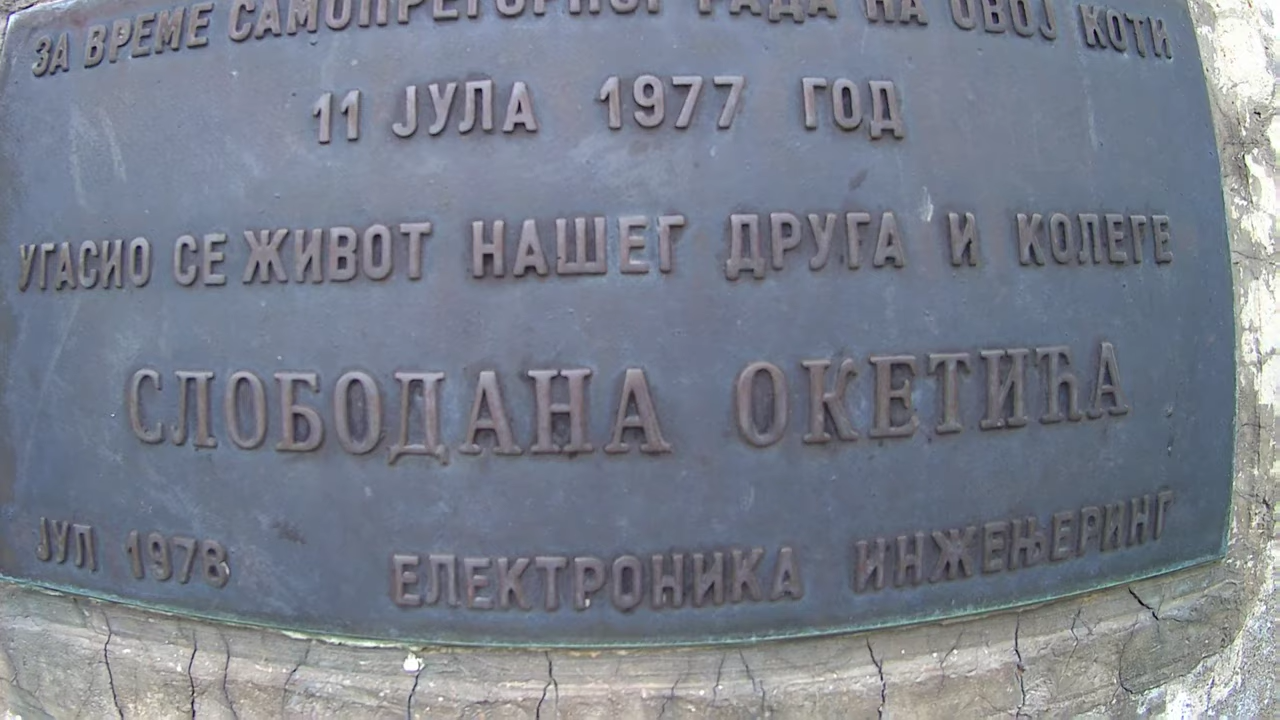 ЗА ВРЕМЕ САМОПРЕГОРНОГ РАДА НА ОВОЈ КОТИ
11 ЈУЛА 1977 ГОД
УГАСИО СЕ ЖИВОТ НАШЕГ ДРУГА И КОЛЕГЕ
СЛОБОДАНА ОКЕТИЋА
ЈУЛ 1978 ЕЛЕКТРОНИКА ИНЖЕЊЕРИНГ